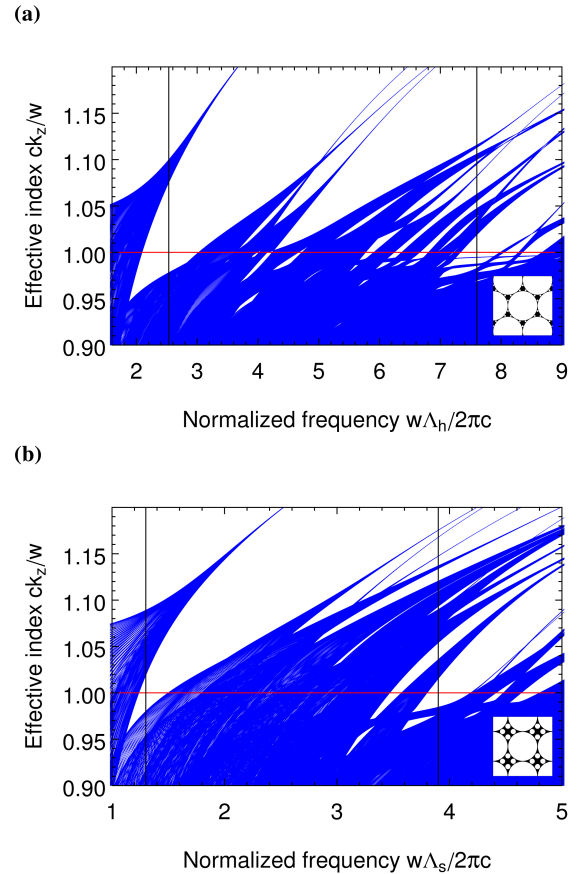 (a)
1.15
1.10
1.05
1.00
0.95
0.90
Effective index ck_z/w
2 3 4 5 6 7 8 9
Normalized frequency wΛ_h/2πc
(b)
1.15
1.10
1.05
1.00
0.95
0.90
Effective index ck_z/w
1 2 3 4 5
Normalized frequency wΛ_s/2πc